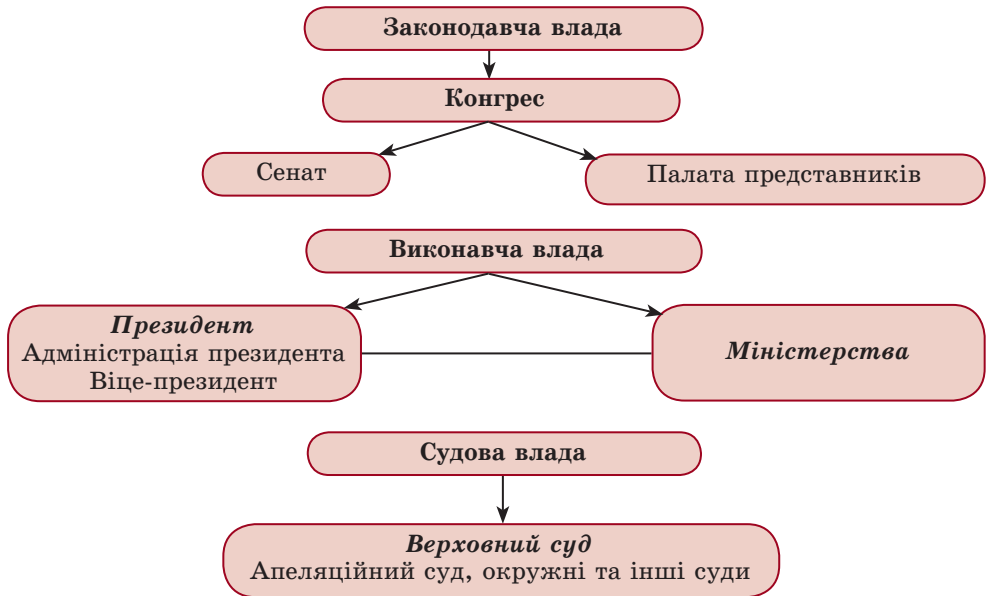 Законодавча влада
Конгрес
Сенат
Палата представників
Виконавча влада
Президент
Адміністрація президента
Віце-президент
Міністерства
Судова влада
Верховний суд
Апеляційний суд, окружні та інші суди